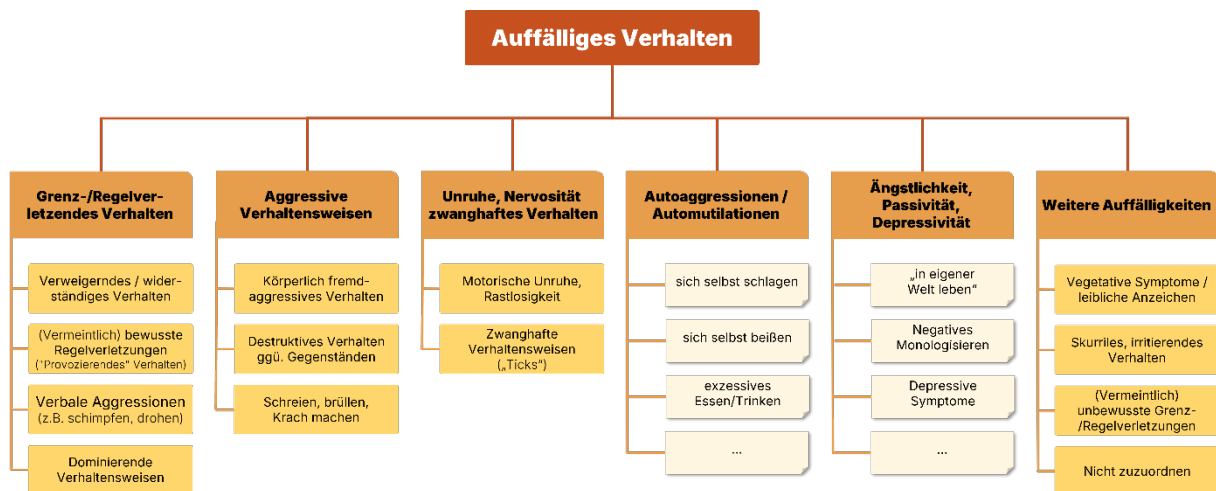 Auffälliges Verhalten
Grenz-/Regelver-
letzendes Verhalten
Verweigerndes / wider-
ständiges Verhalten
(Vermeintlich) bewusste
Regelverletzungen
("Provozierendes" Verhalten)
Verbale Aggressionen
(z.B. schimpfen, drohen)
Dominierende
Verhaltensweisen
Aggressive
Verhaltensweisen
Körperlich fremd-
aggressives Verhalten
Destruktives Verhalten
ggü. Gegenständen
Schreien, brüllen,
Krach machen
Unruhe, Nervosität
zwanghaftes Verhalten
Motorische Unruhe,
Rastlosigkeit
Zwanghafte
Verhaltensweisen
(„Ticks“)
Autoaggressionen /
Automutilationen
sich selbst schlagen
sich selbst beißen
exzessives
Essen/Trinken
...
Ängstlichkeit,
Passivität,
Depressivität
„in eigener
Welt leben“
Negatives
Monologisieren
Depressive
Symptome
...
Weitere Auffälligkeiten
Vegetative Symptome /
leibliche Anzeichen
Skurriles, irritierendes
Verhalten
(Vermeintlich)
unbewusste Grenz-
/Regelverletzungen
Nicht zuzuordnen